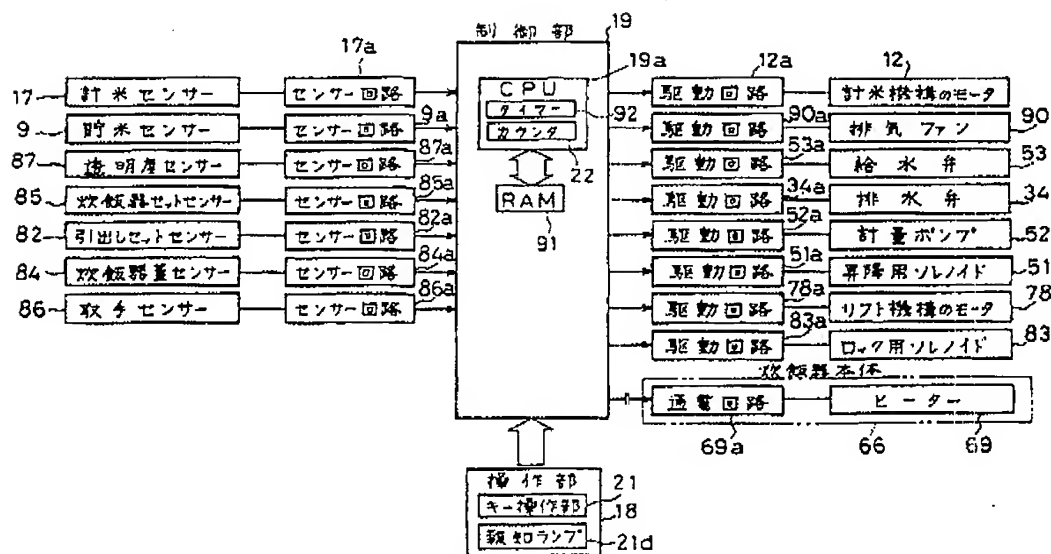 制御部
19
17a
19a
12a
12
17
計米センサー
センサー回路
CPU
タイマー
92
カウンタ
22
RAM
91
駆動回路
計米機構のモータ
9
貯米センサー
9a
センサー回路
90a
駆動回路
排気ファン
90
87
透明度センサー
87a
センサー回路
53a
駆動回路
給水弁
53
85
炊飯器セットセンサー
85a
センサー回路
34a
駆動回路
排水弁
34
82
引出しセットセンサー
82a
センサー回路
52a
駆動回路
計量ポンプ
52
84
炊飯器蓋センサー
84a
センサー回路
51a
駆動回路
昇降用ソレノイド
51
86
取手センサー
86a
センサー回路
78a
駆動回路
リフト機構のモータ
78
83a
駆動回路
ロック用ソレノイド
83
炊飯器本体
通電回路
ヒーター
69a
66
69
操作部
21
キー操作部
18
報知ランプ
21d